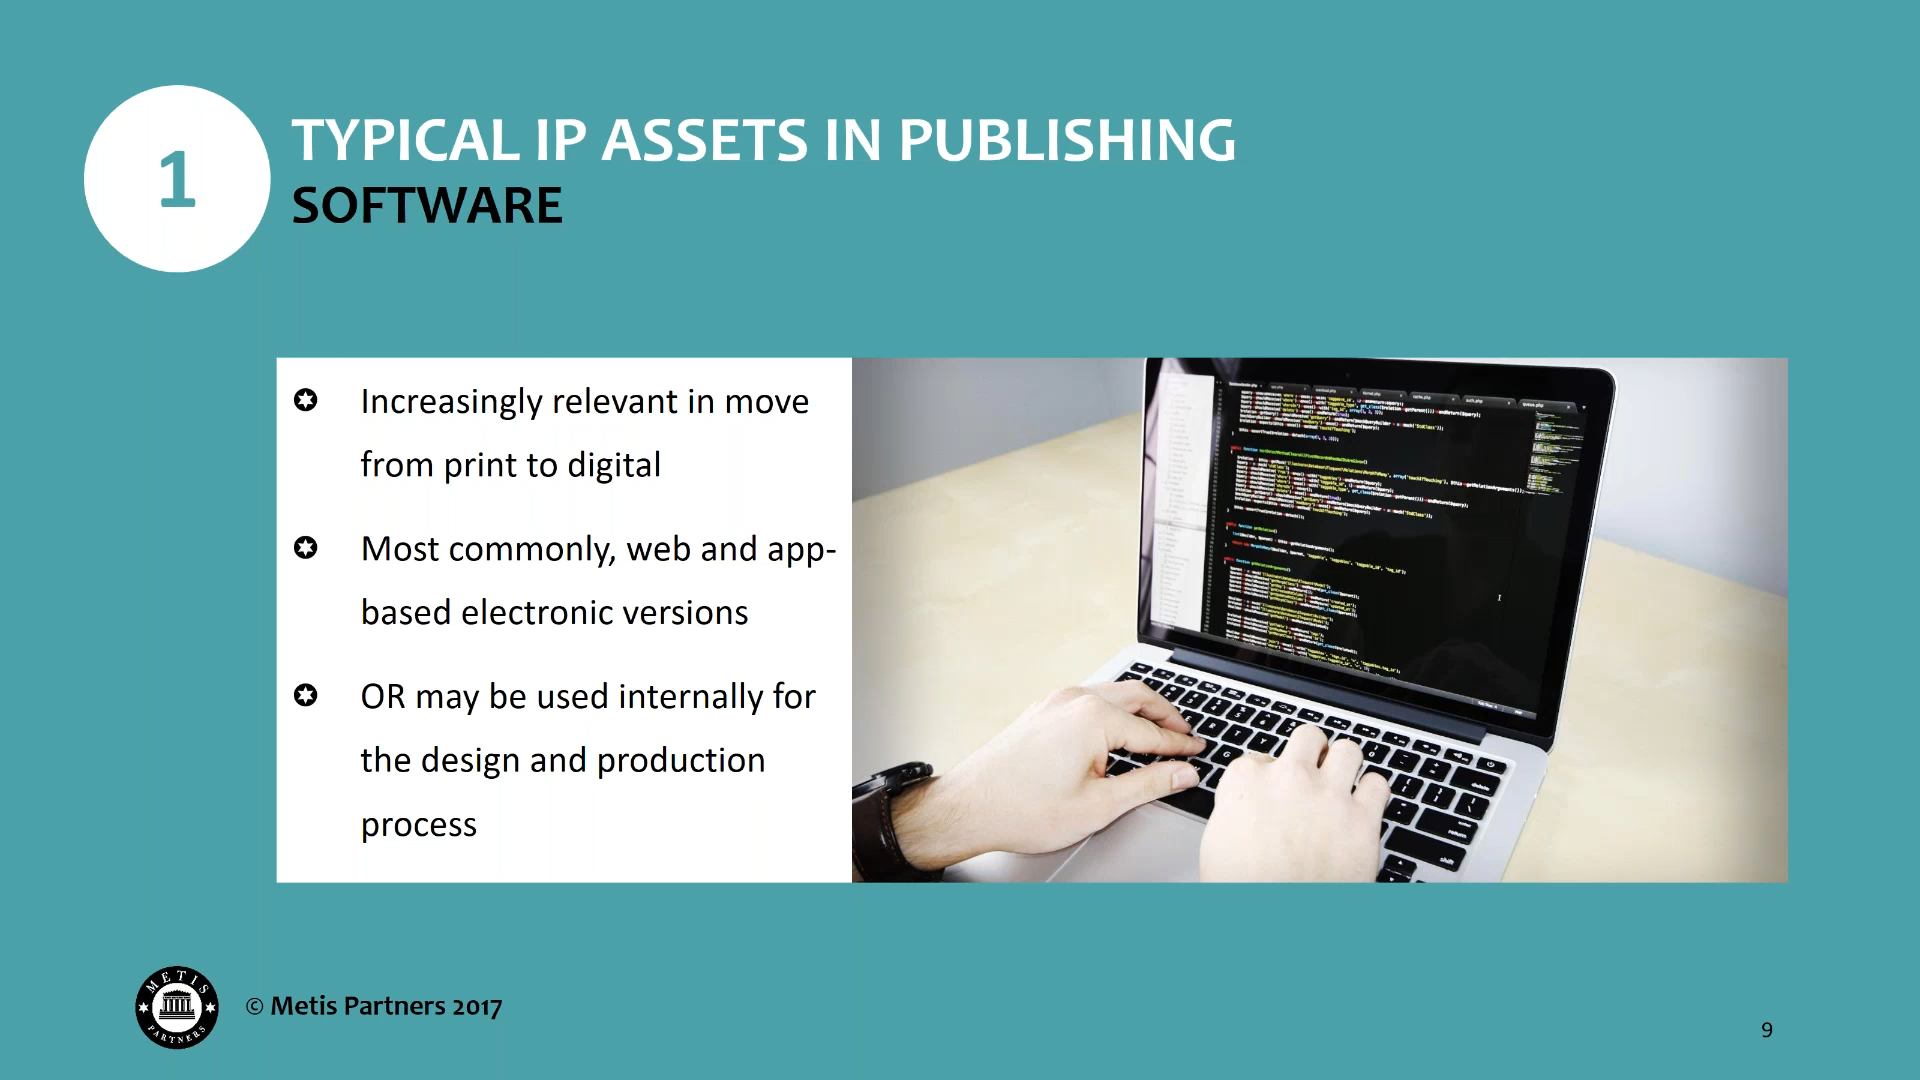 1
TYPICAL IP ASSETS IN PUBLISHING
SOFTWARE
Increasingly relevant in move
from print to digital
Most commonly, web and app-
based electronic versions
OR may be used internally for
the design and production
process
METIS
PARTNERS
© Metis Partners 2017
9